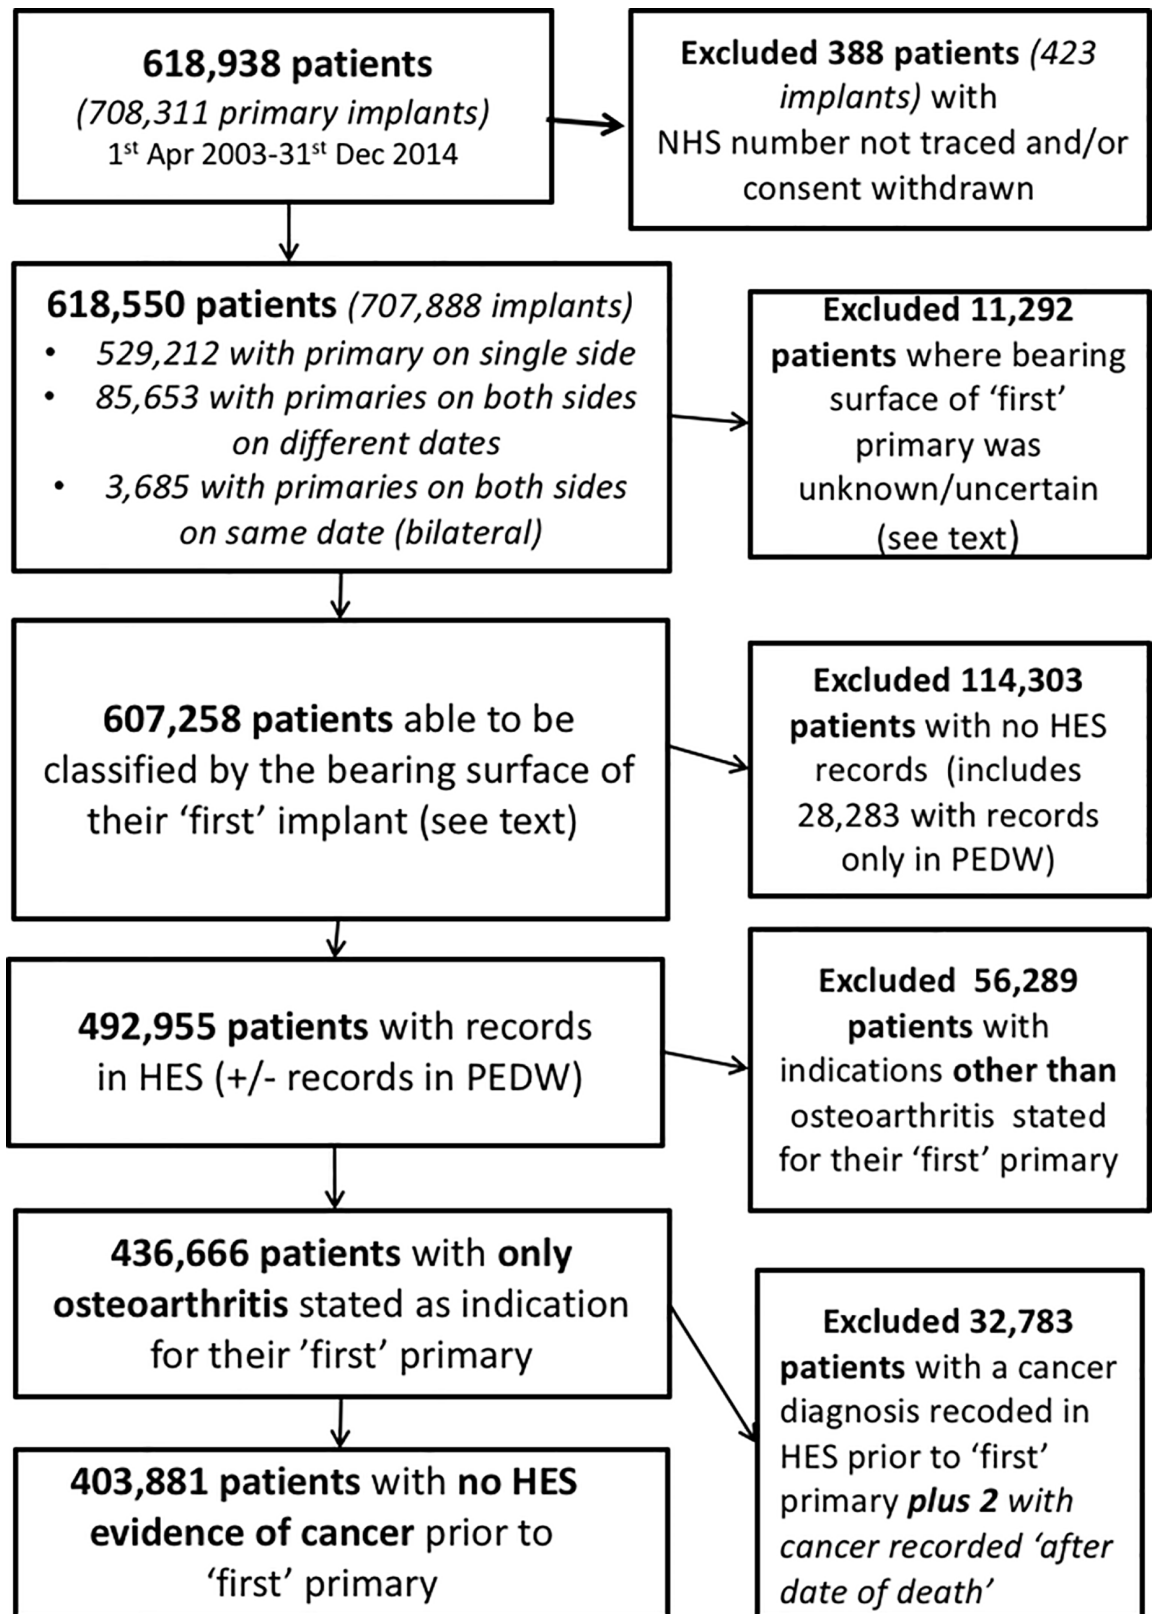 618,938 patients
(708,311 primary implants)
1st Apr 2003-31st Dec 2014
Excluded 388 patients (423
implants) with
NHS number not traced and/or
consent withdrawn
618,550 patients (707,888 implants)
• 529,212 with primary on single side
• 85,653 with primaries on both sides
on different dates
• 3,685 with primaries on both sides
on same date (bilateral)
Excluded 11,292
patients where bearing
surface of ‘first’
primary was
unknown/uncertain
(see text)
607,258 patients able to be
classified by the bearing surface of
their ‘first’ implant (see text)
Excluded 114,303
patients with no HES
records (includes
28,283 with records
only in PEDW)
492,955 patients with records
in HES (+/- records in PEDW)
Excluded 56,289
patients with
indications other than
osteoarthritis stated
for their ‘first’ primary
436,666 patients with only
osteoarthritis stated as indication
for their ’first’ primary
Excluded 32,783
patients with a cancer
diagnosis recoded in
HES prior to ‘first’
primary plus 2 with
cancer recorded ‘after
date of death’
403,881 patients with no HES
evidence of cancer prior to
‘first’ primary